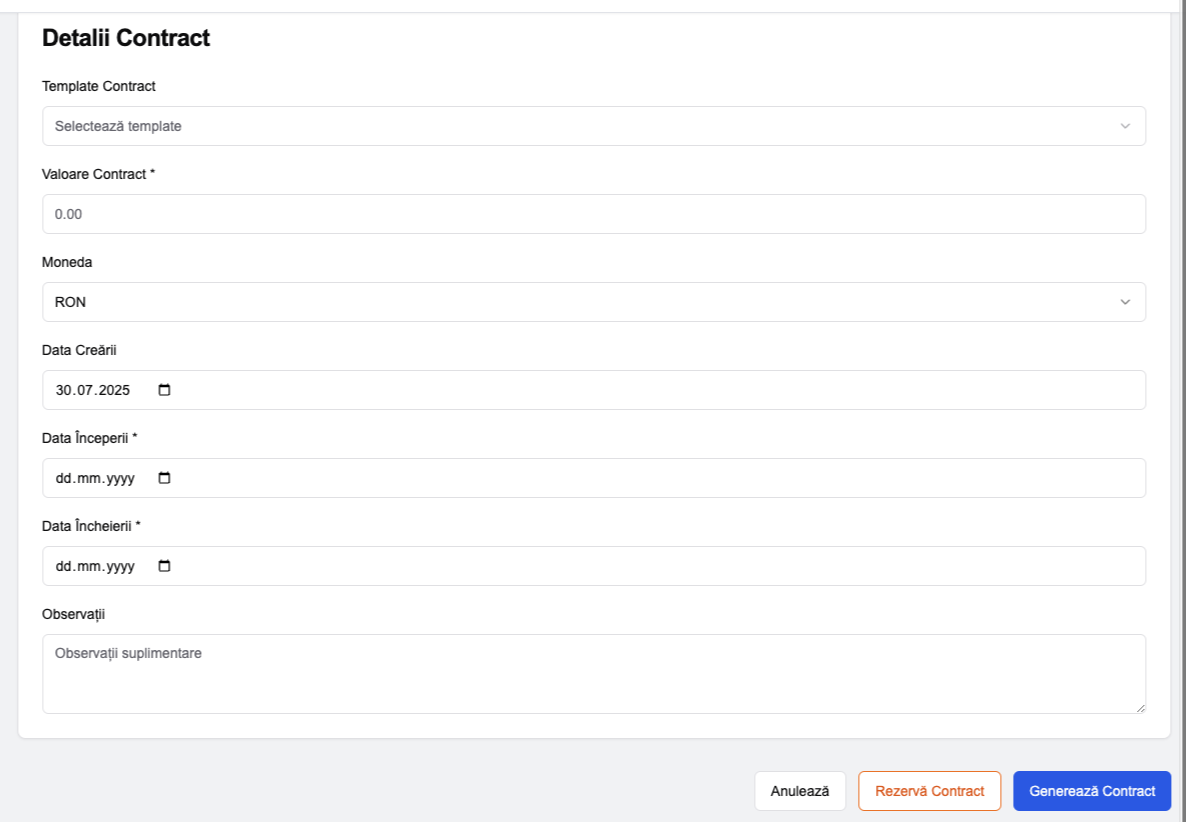 Detalii Contract
Template Contract
Selectează template
Valoare Contract *
0.00
Moneda
RON
Data Creării
30.07.2025
Data Începerii *
dd.mm.yyyy
Data Încheierii *
dd.mm.yyyy
Observații
Observații suplimentare
Anulează Rezervă Contract Generează Contract